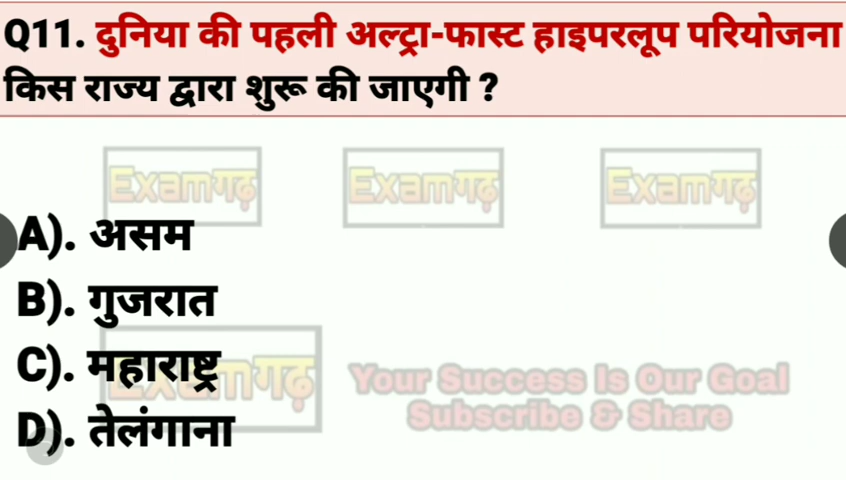 Q11. दुनिया की पहली अल्ट्रा-फास्ट हाइपरलूप परियोजना
किस राज्य द्वारा शुरू की जाएगी ?
Examगढ़ Examगढ़ Examगढ़
A). असम
B). गुजरात
C). महाराष्ट्र
Examगढ़ Your Success Is Our Goal
Subscribe & Share
D). तेलंगाना